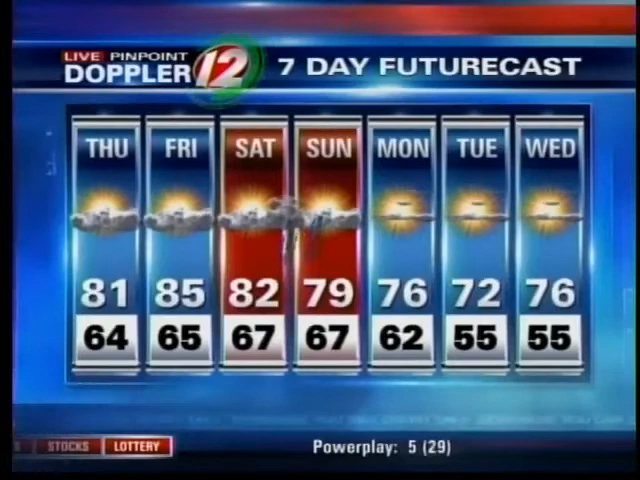 LIVE PINPOINT
DOPPLER 12
7 DAY FUTURECAST
THU FRI SAT SUN MON TUE WED
81 85 82 79 76 72 76
64 65 67 67 62 55 55
STOCKS LOTTERY Powerplay: 5 (29)